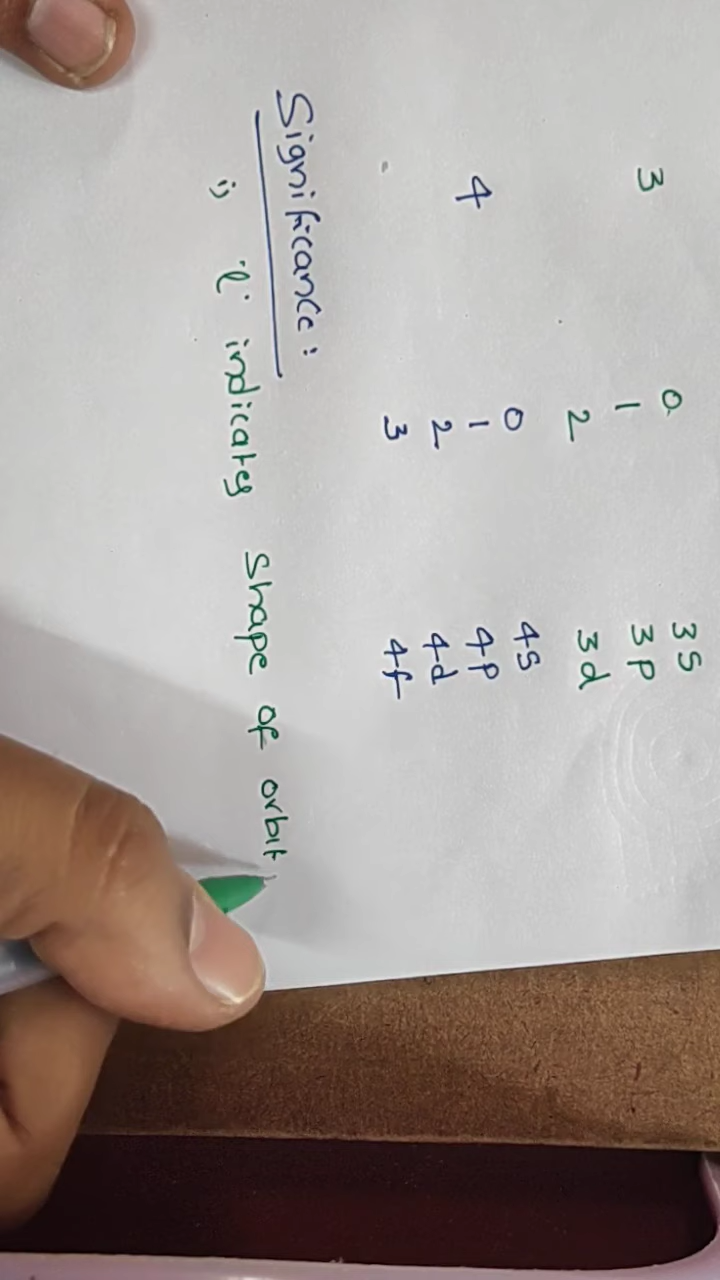 3 0 3s
1 3p
2 3d
4 0 4s
1 4p
2 4d
3 4f
Significance:
i) 'l' indicates shape of orbit